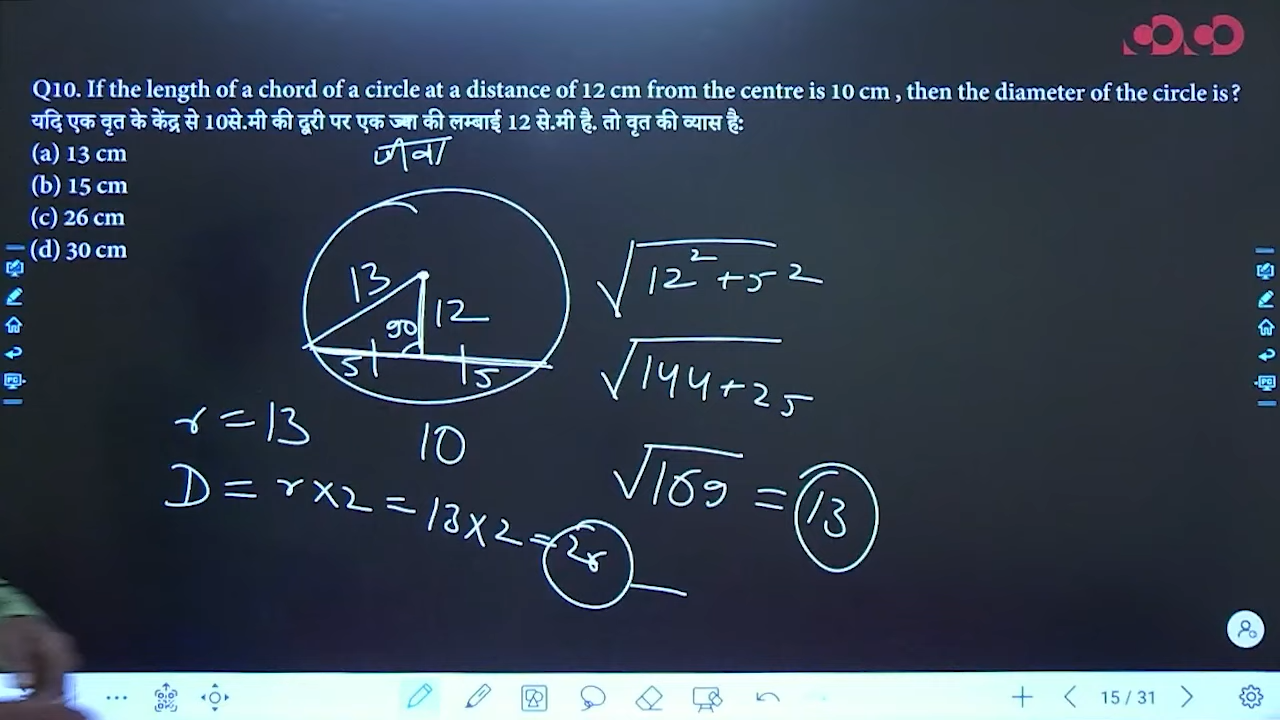 Q10. If the length of a chord of a circle at a distance of 12 cm from the centre is 10 cm , then the diameter of the circle is?
यदि एक वृत के केंद्र से 10से.मी की दूरी पर एक ज्या की लम्बाई 12 से.मी है. तो वृत की व्यास है:
जीवा
(a) 13 cm
(b) 15 cm
(c) 26 cm
(d) 30 cm
13
12
90
5 5
10
√12² + 5²
√144 + 25
√169 = 13
r = 13
D = r × 2 = 13 × 2 = 26
15 / 31